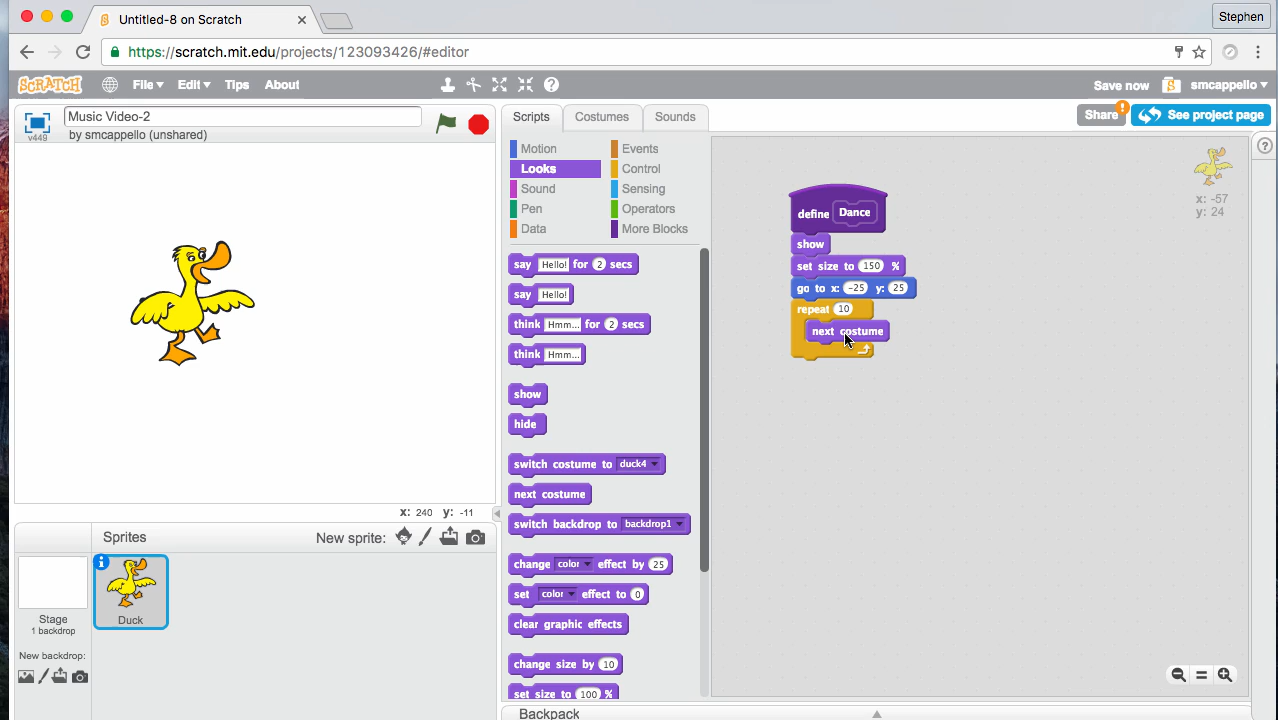 Untitled-8 on Scratch
Stephen
https://scratch.mit.edu/projects/123093426/#editor
SCRATCH
File
Edit
Tips
About
Save now
smcappello
v449
Music Video-2
by smcappello (unshared)
Scripts
Costumes
Sounds
Share
!
See project page
Motion
Looks
Sound
Pen
Data
Events
Control
Sensing
Operators
More Blocks
say Hello! for 2 secs
say Hello!
think Hmm... for 2 secs
think Hmm...
show
hide
switch costume to duck4
next costume
switch backdrop to backdrop1
change color effect by 25
set color effect to 0
clear graphic effects
change size by 10
set size to 100 %
define Dance
show
set size to 150 %
go to x: -25 y: 25
repeat 10
next costume
x: -57
y: 24
x: 240 y: -11
Sprites
New sprite:
Stage
1 backdrop
New backdrop:
Duck
Backpack